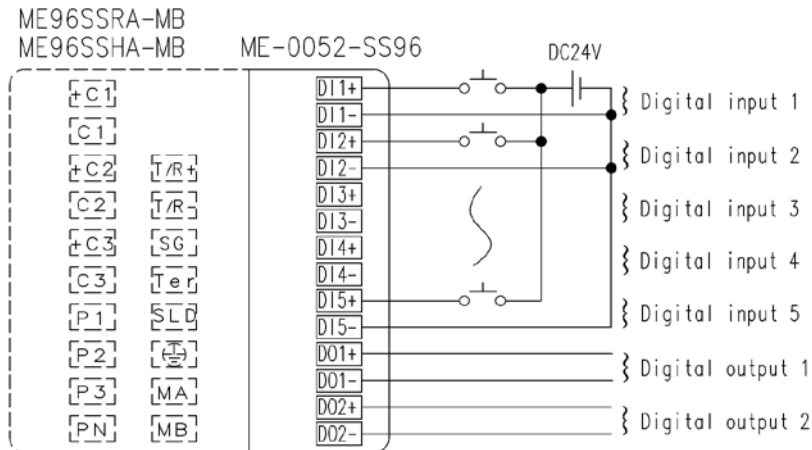 ME96SSRA-MB
ME96SSHA-MB ME-0052-SS96
DC24V
+C1
C1
+C2 T/R+
C2 T/R-
+C3 SG
C3 Ter
P1 SLD
P2
P3 MA
PN MB
DI1+
DI1-
DI2+
DI2-
DI3+
DI3-
DI4+
DI4-
DI5+
DI5-
DO1+
DO1-
DO2+
DO2-
Digital input 1
Digital input 2
Digital input 3
Digital input 4
Digital input 5
Digital output 1
Digital output 2